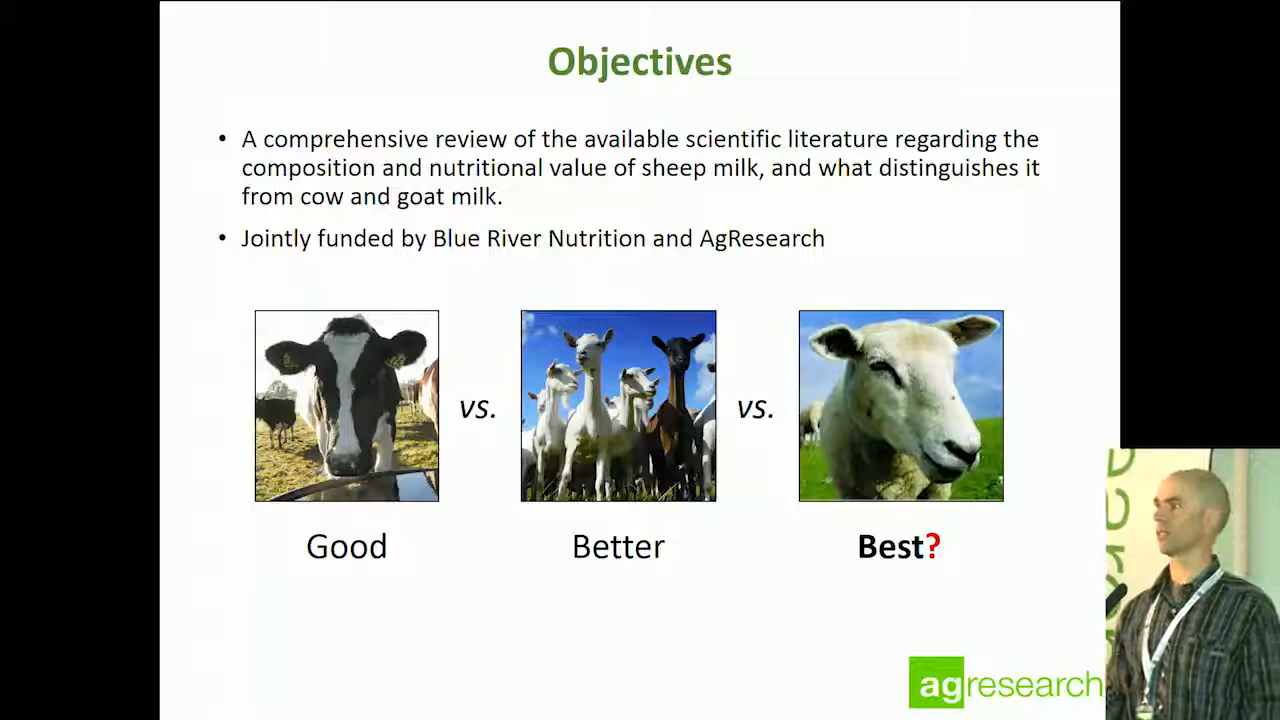 Objectives
• A comprehensive review of the available scientific literature regarding the
composition and nutritional value of sheep milk, and what distinguishes it
from cow and goat milk.
• Jointly funded by Blue River Nutrition and AgResearch
vs.
vs.
Good
Better
Best?
agresearch